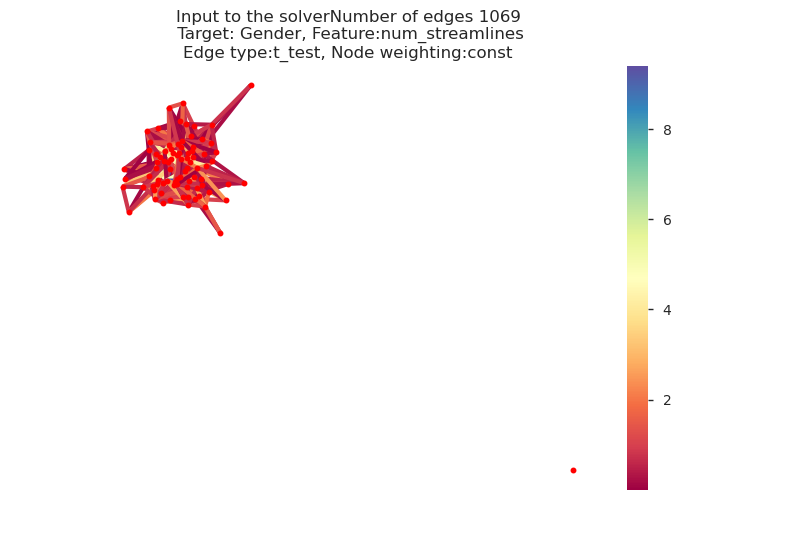 Input to the solverNumber of edges 1069
Target: Gender, Feature:num_streamlines
Edge type:t_test, Node weighting:const
8
6
4
2